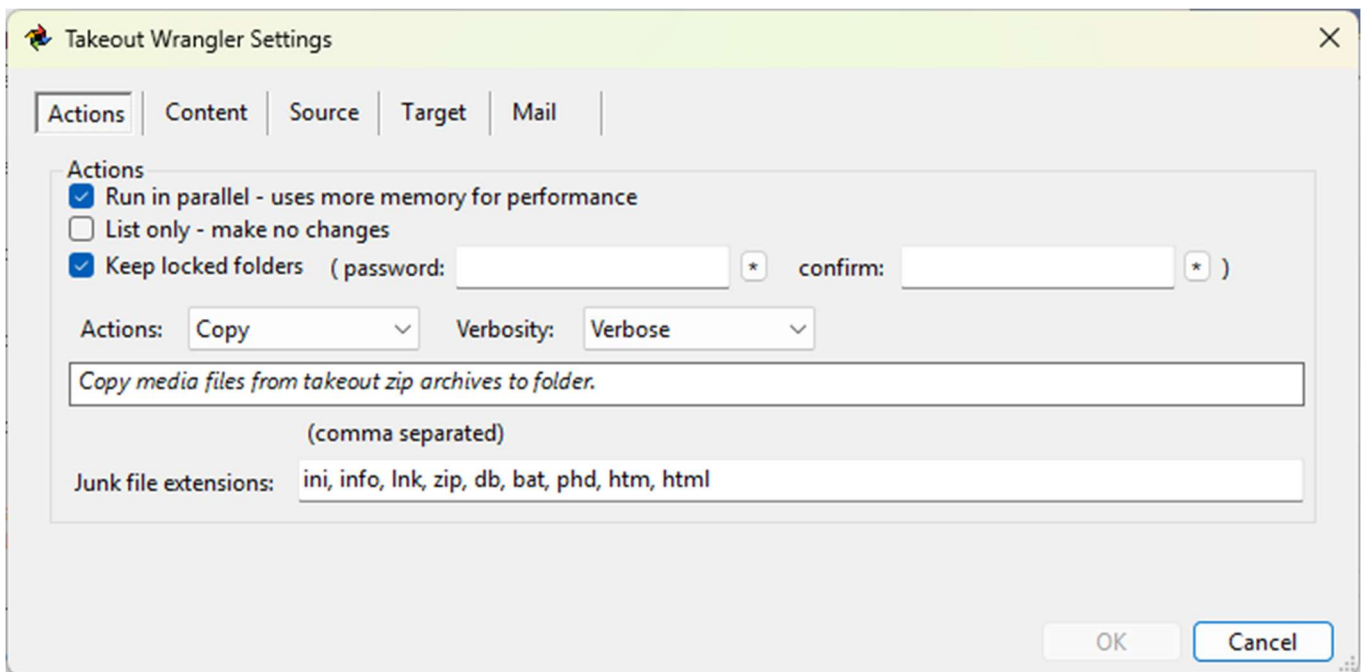 Takeout Wrangler Settings
Actions Content Source Target Mail
Actions
Run in parallel - uses more memory for performance
List only - make no changes
Keep locked folders ( password: * confirm: * )
Actions: Copy Verbosity: Verbose
Copy media files from takeout zip archives to folder.
(comma separated)
Junk file extensions: ini, info, lnk, zip, db, bat, phd, htm, html
OK Cancel